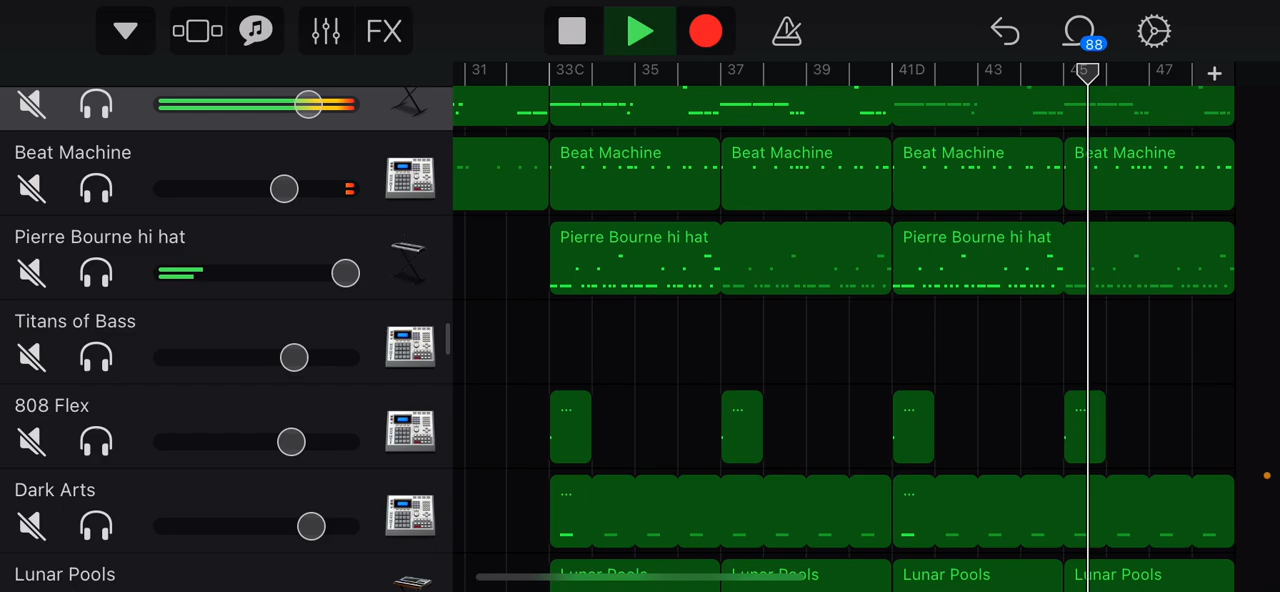 FX
88
31 33C 35 37 39 41D 43 45 47 +
Beat Machine
Beat Machine Beat Machine Beat Machine Beat Machine
Pierre Bourne hi hat
Pierre Bourne hi hat Pierre Bourne hi hat
Titans of Bass
808 Flex
... ... ... ...
Dark Arts
... ...
Lunar Pools
Lunar Pools Lunar Pools Lunar Pools Lunar Pools